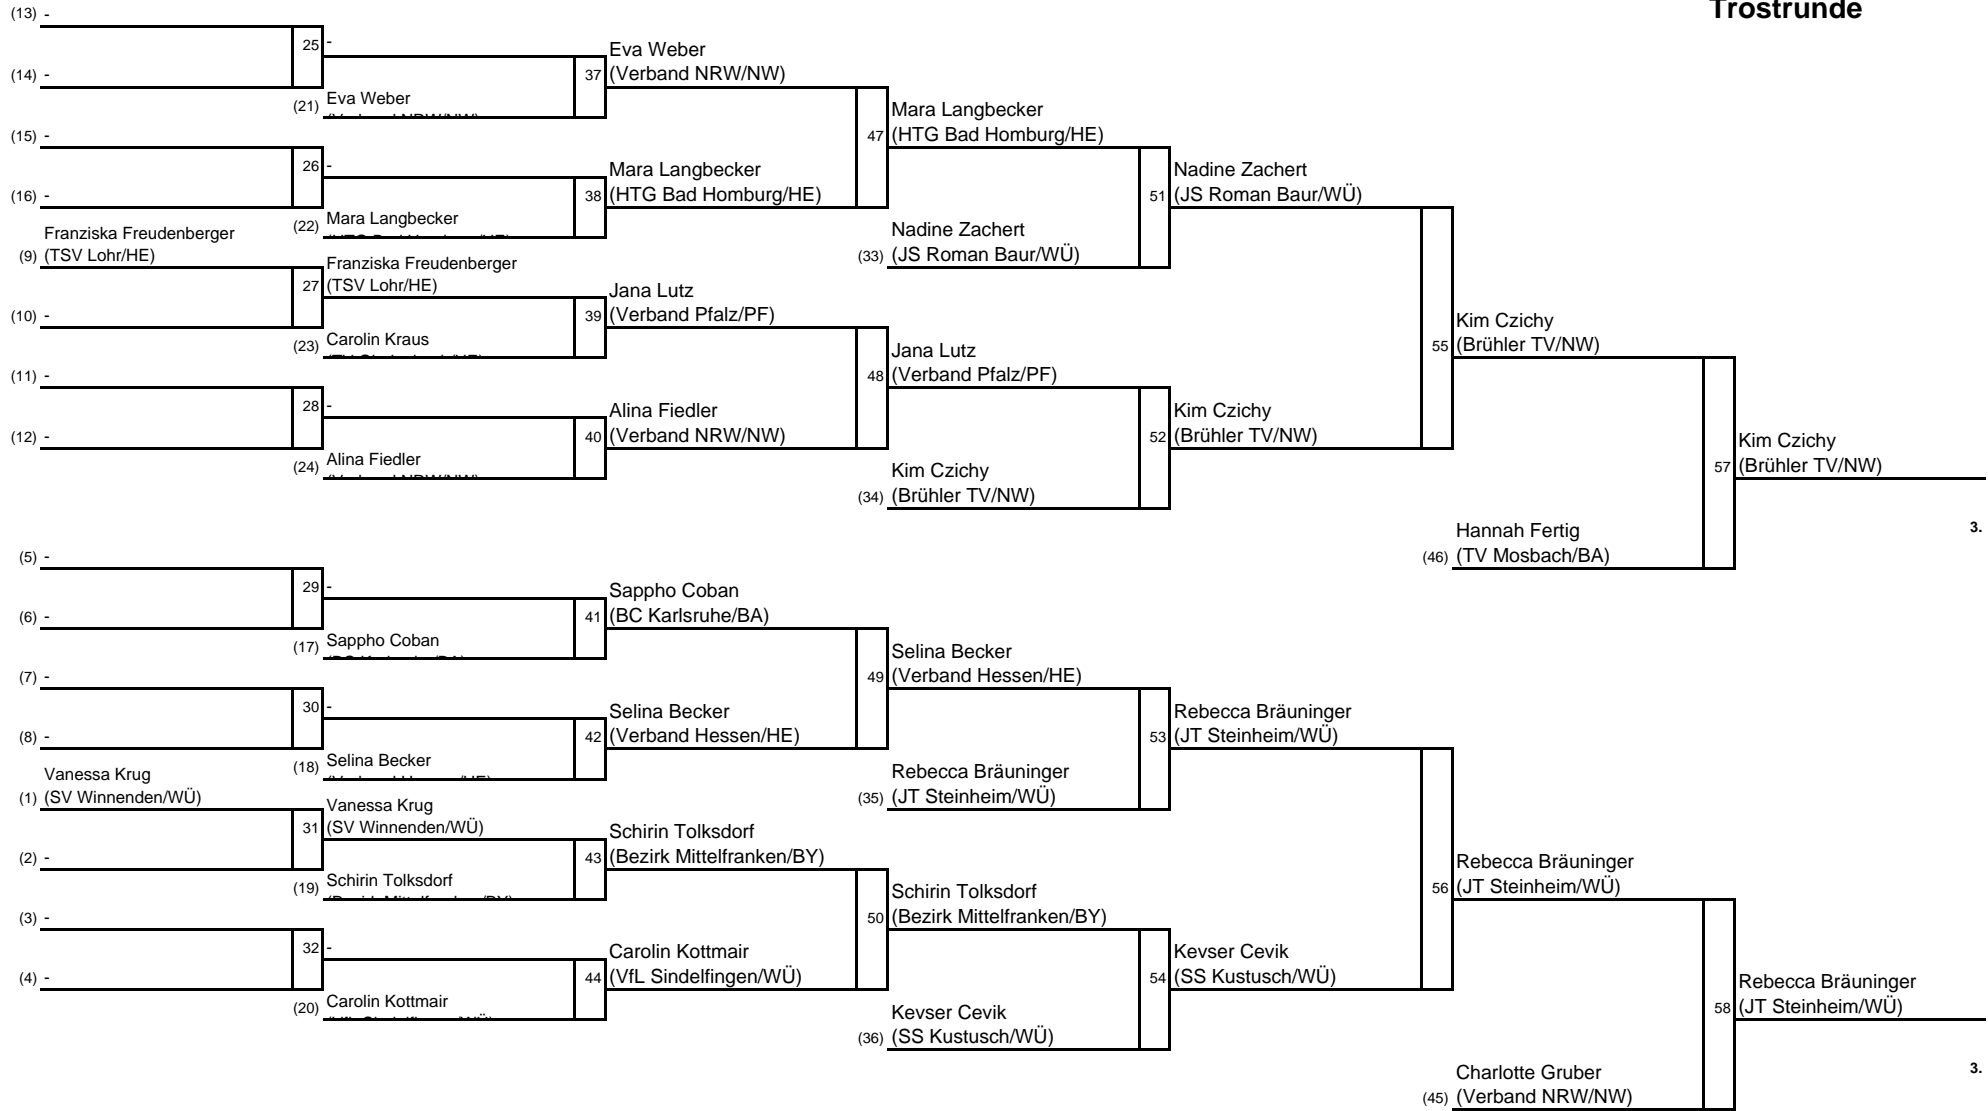 Trostrunde
(13) -
25 -
(14) -
(21) Eva Weber
37 Eva Weber
(Verband NRW/NW)
(15) -
26 -
(16) -
(22) Mara Langbecker
38 Mara Langbecker
(HTG Bad Homburg/HE)
47 Mara Langbecker
(HTG Bad Homburg/HE)
(33) Nadine Zachert
(JS Roman Baur/WÜ)
51 Nadine Zachert
(JS Roman Baur/WÜ)
(9) Franziska Freudenberger
(TSV Lohr/HE)
27 Franziska Freudenberger
(TSV Lohr/HE)
(10) -
(23) Carolin Kraus
39 Jana Lutz
(Verband Pfalz/PF)
(11) -
28 -
(12) -
(24) Alina Fiedler
40 Alina Fiedler
(Verband NRW/NW)
48 Jana Lutz
(Verband Pfalz/PF)
(34) Kim Czichy
(Brühler TV/NW)
52 Kim Czichy
(Brühler TV/NW)
55 Kim Czichy
(Brühler TV/NW)
(46) Hannah Fertig
(TV Mosbach/BA)
57 Kim Czichy
(Brühler TV/NW)
3.
(5) -
29 -
(6) -
(17) Sappho Coban
41 Sappho Coban
(BC Karlsruhe/BA)
(7) -
30 -
(8) -
(18) Selina Becker
42 Selina Becker
(Verband Hessen/HE)
49 Selina Becker
(Verband Hessen/HE)
(35) Rebecca Bräuninger
(JT Steinheim/WÜ)
53 Rebecca Bräuninger
(JT Steinheim/WÜ)
(1) Vanessa Krug
(SV Winnenden/WÜ)
31 Vanessa Krug
(SV Winnenden/WÜ)
(2) -
(19) Schirin Tolksdorf
43 Schirin Tolksdorf
(Bezirk Mittelfranken/BY)
(3) -
32 -
(4) -
(20) Carolin Kottmair
44 Carolin Kottmair
(VfL Sindelfingen/WÜ)
50 Schirin Tolksdorf
(Bezirk Mittelfranken/BY)
(36) Kevser Cevik
(SS Kustusch/WÜ)
54 Kevser Cevik
(SS Kustusch/WÜ)
56 Rebecca Bräuninger
(JT Steinheim/WÜ)
(45) Charlotte Gruber
(Verband NRW/NW)
58 Rebecca Bräuninger
(JT Steinheim/WÜ)
3.